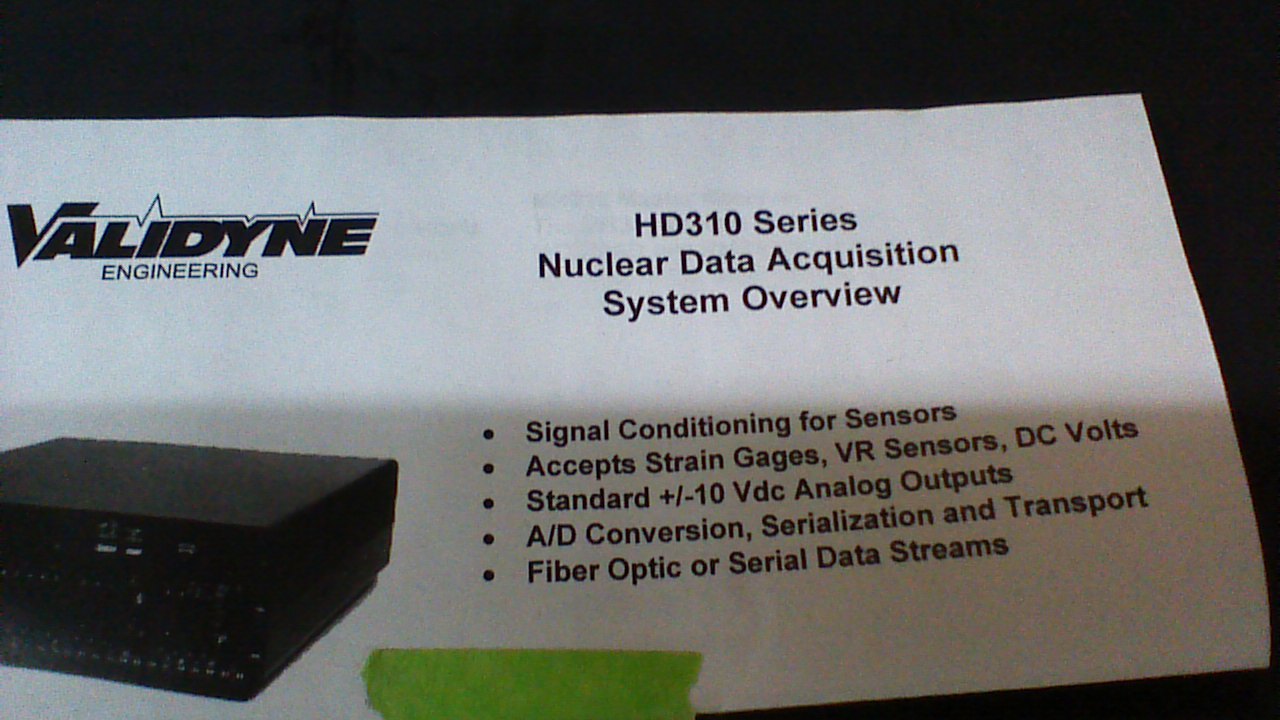 VALIDYNE
ENGINEERING
HD310 Series
Nuclear Data Acquisition
System Overview
• Signal Conditioning for Sensors
• Accepts Strain Gages, VR Sensors, DC Volts
• Standard +/-10 Vdc Analog Outputs
• A/D Conversion, Serialization and Transport
• Fiber Optic or Serial Data Streams